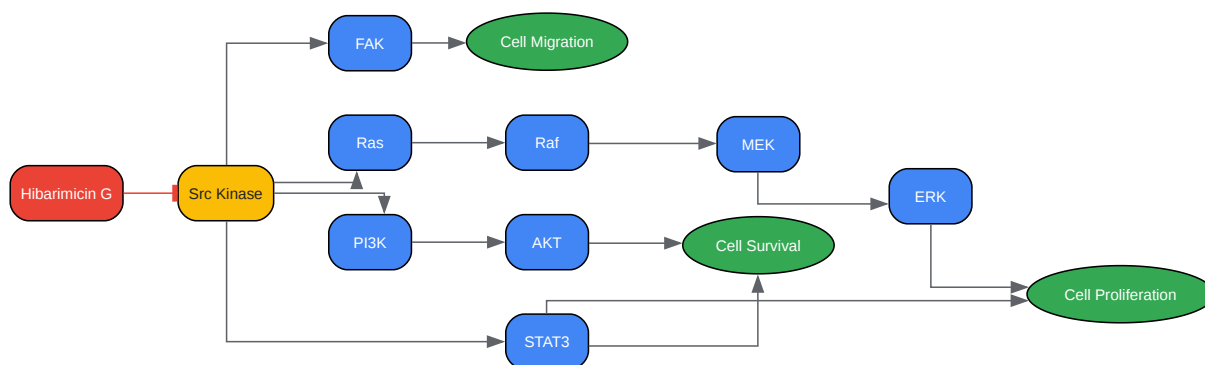 FAK
Cell Migration
Ras
Raf
MEK
Hibarimicin G
Src Kinase
ERK
PI3K
AKT
Cell Survival
Cell Proliferation
STAT3